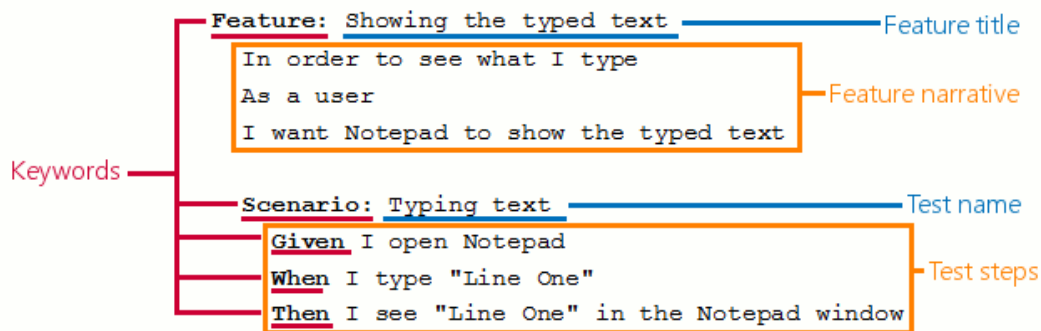 Feature: Showing the typed text
Feature title
In order to see what I type
As a user
Feature narrative
I want Notepad to show the typed text
Keywords
Scenario: Typing text
Test name
Given I open Notepad
When I type "Line One"
Test steps
Then I see "Line One" in the Notepad window